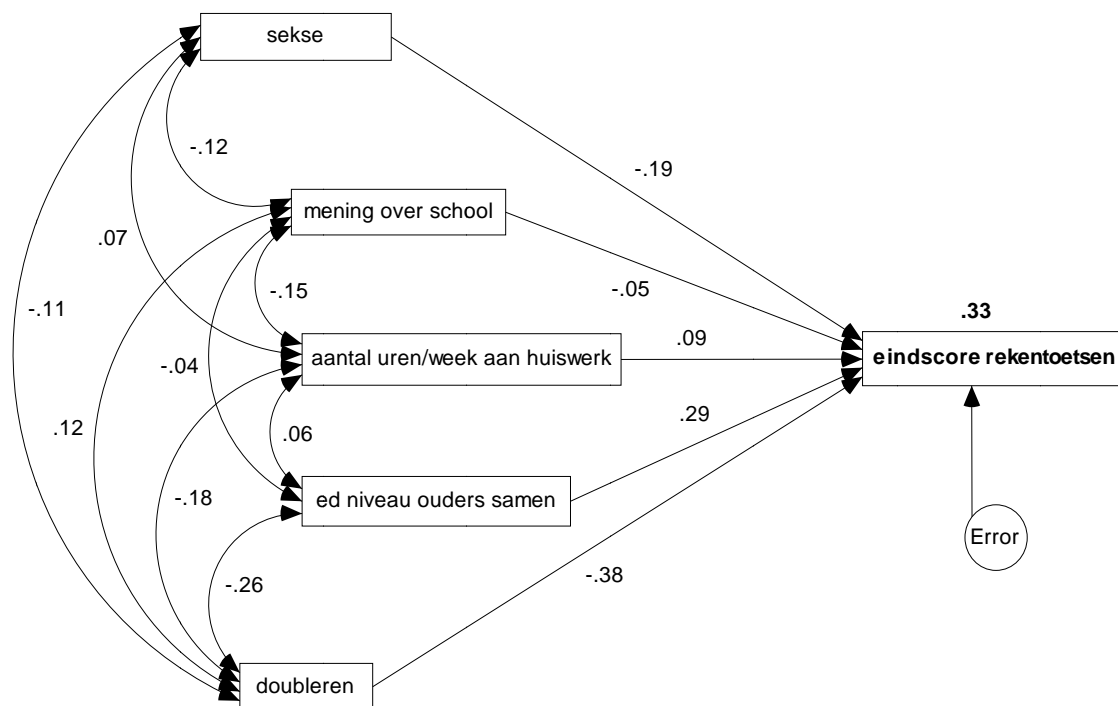 sekse
-.12
-.19
mening over school
.07
-.15
-.05
-.11
.33
aantal uren/week aan huiswerk
.09
eindscore rekentoetsen
-.04
.12
.06
.29
-.18
ed niveau ouders samen
Error
-.26
-.38
doubleren